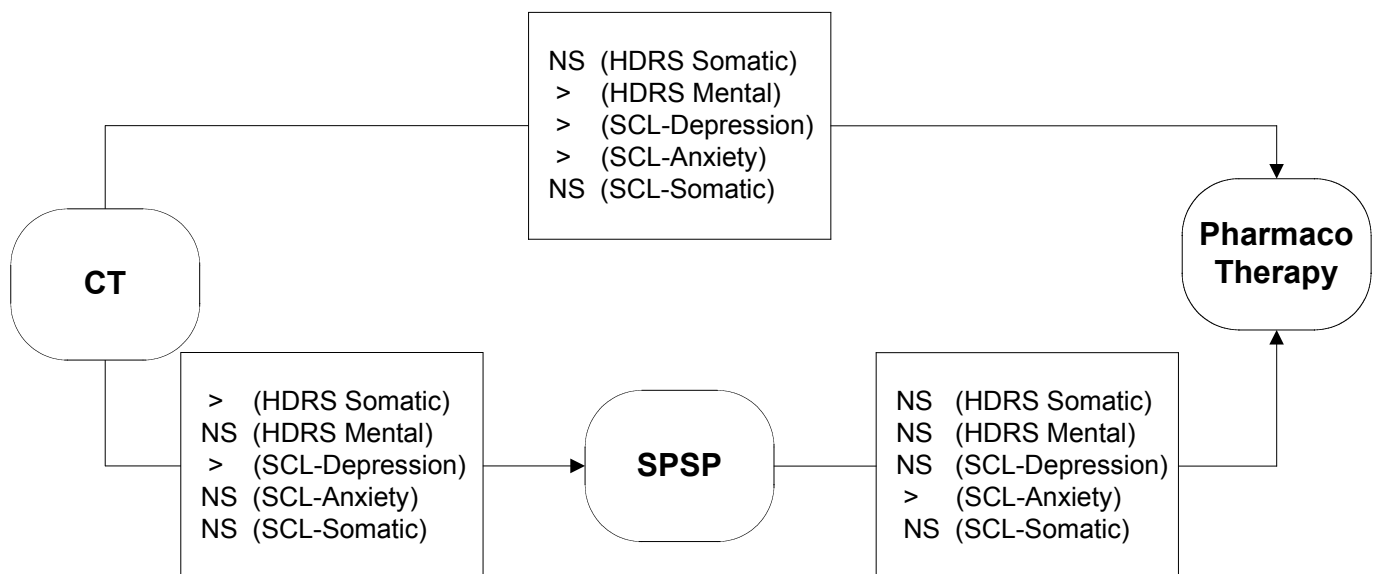 NS (HDRS Somatic)
> (HDRS Mental)
> (SCL-Depression)
> (SCL-Anxiety)
NS (SCL-Somatic)
Pharmaco
Therapy
CT
> (HDRS Somatic)
NS (HDRS Mental)
> (SCL-Depression)
NS (SCL-Anxiety)
NS (SCL-Somatic)
SPSP
NS (HDRS Somatic)
NS (HDRS Mental)
NS (SCL-Depression)
> (SCL-Anxiety)
NS (SCL-Somatic)